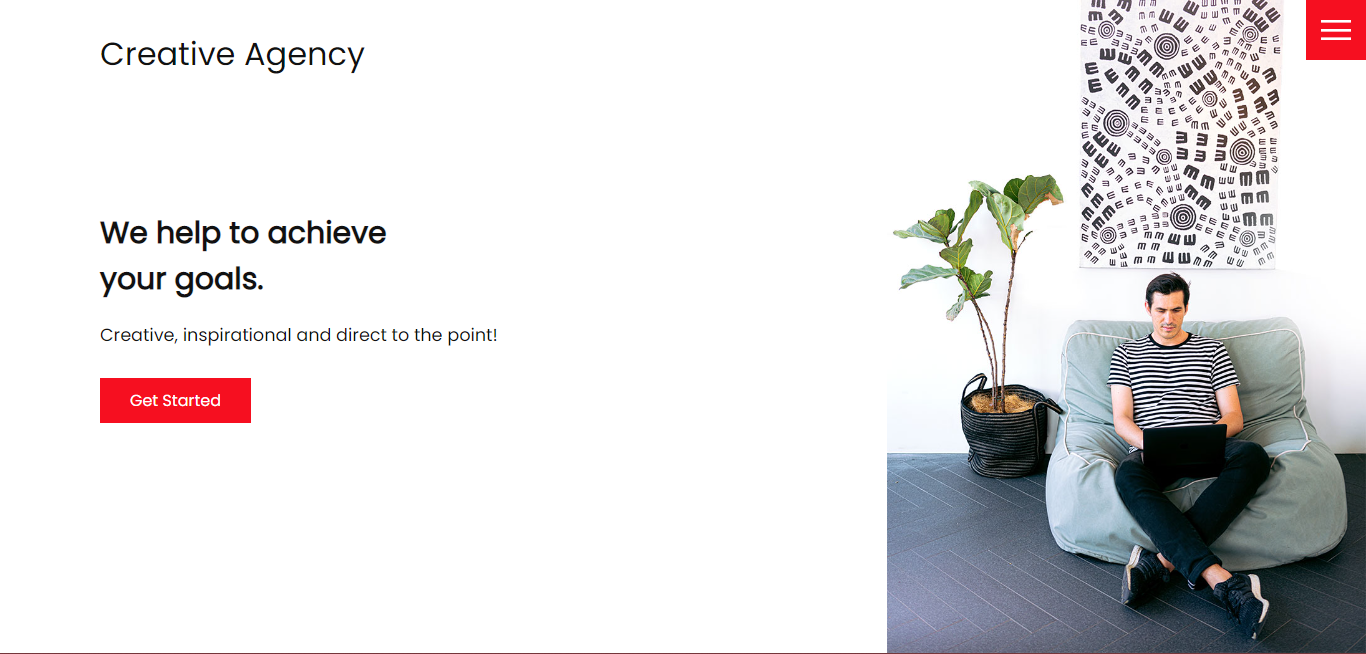 Creative Agency
We help to achieve
your goals.
Creative, inspirational and direct to the point!
Get Started